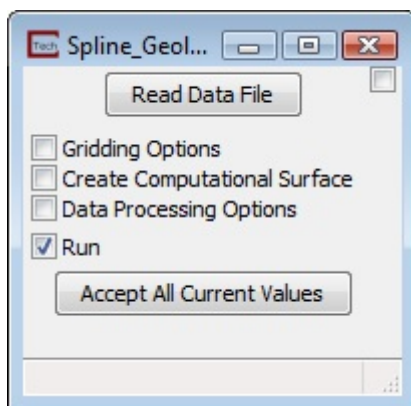 Tech Spline_Geol...
Read Data File
Gridding Options
Create Computational Surface
Data Processing Options
Run
Accept All Current Values